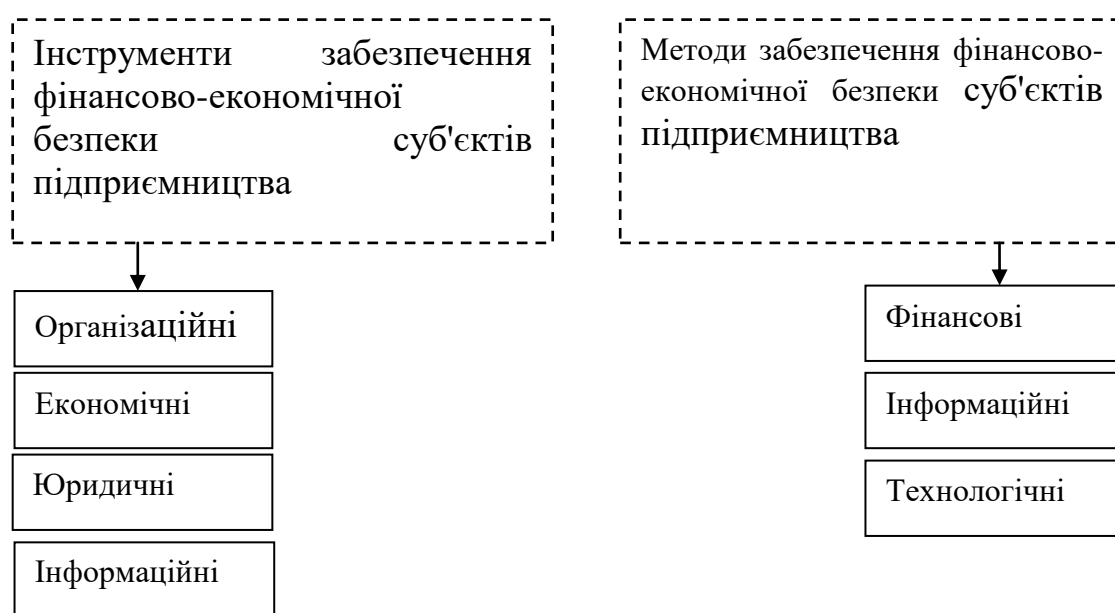 Інструменти забезпечення
фінансово-економічної
безпеки суб'єктів
підприємництва
Методи забезпечення фінансово-
економічної безпеки суб'єктів
підприємництва
Організаційні
Економічні
Юридичні
Інформаційні
Фінансові
Інформаційні
Технологічні